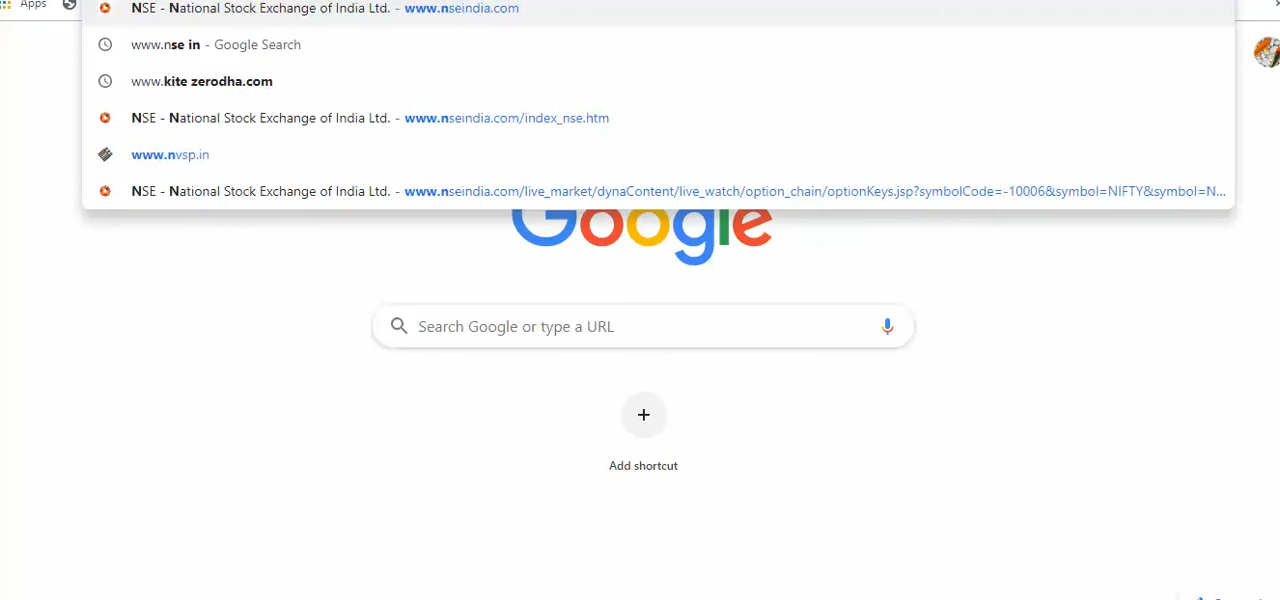 Apps
NSE - National Stock Exchange of India Ltd. - www.nseindia.com
www.nse in - Google Search
www.kite zerodha.com
NSE - National Stock Exchange of India Ltd. - www.nseindia.com/index_nse.htm
www.nvsp.in
NSE - National Stock Exchange of India Ltd. - www.nseindia.com/live_market/dynaContent/live_watch/option_chain/optionKeys.jsp?symbolCode=-10006&symbol=NIFTY&symbol=N...
Google
Search Google or type a URL
+
Add shortcut